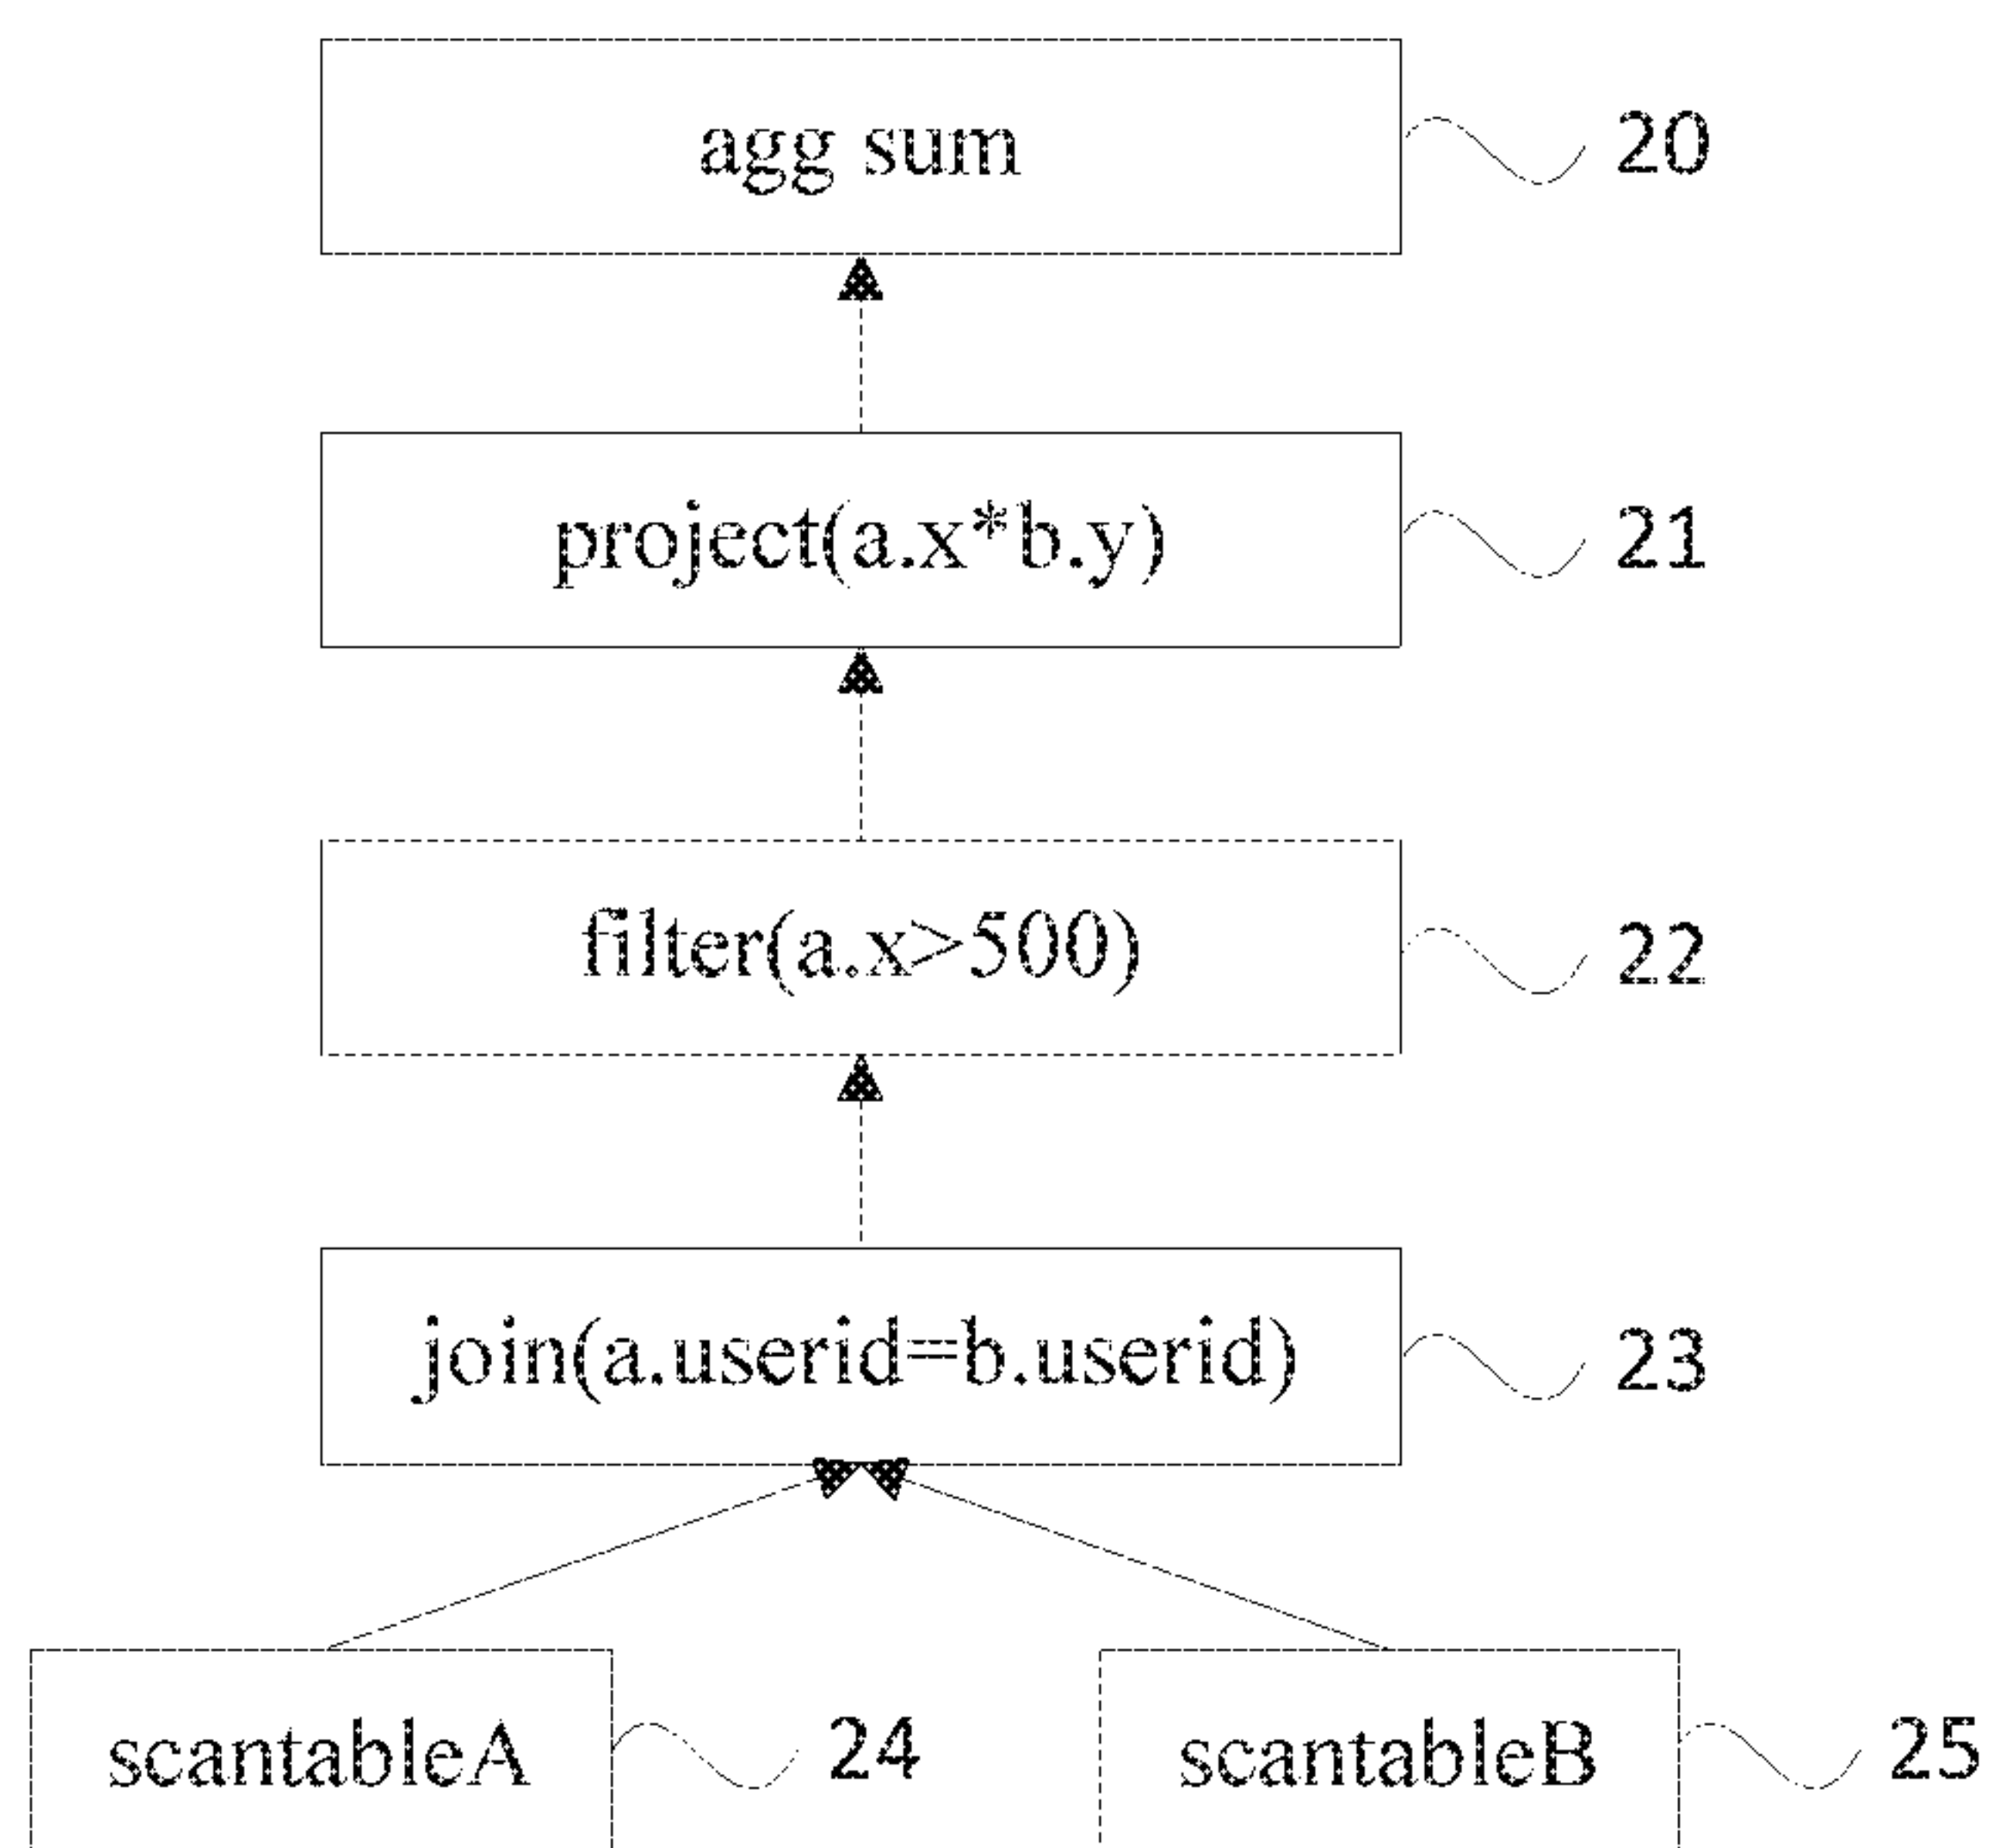 agg sum 20
project(a.x*b.y) 21
filter(a.x>500) 22
join(a.userid=b.userid) 23
scantableA 24 scantableB 25